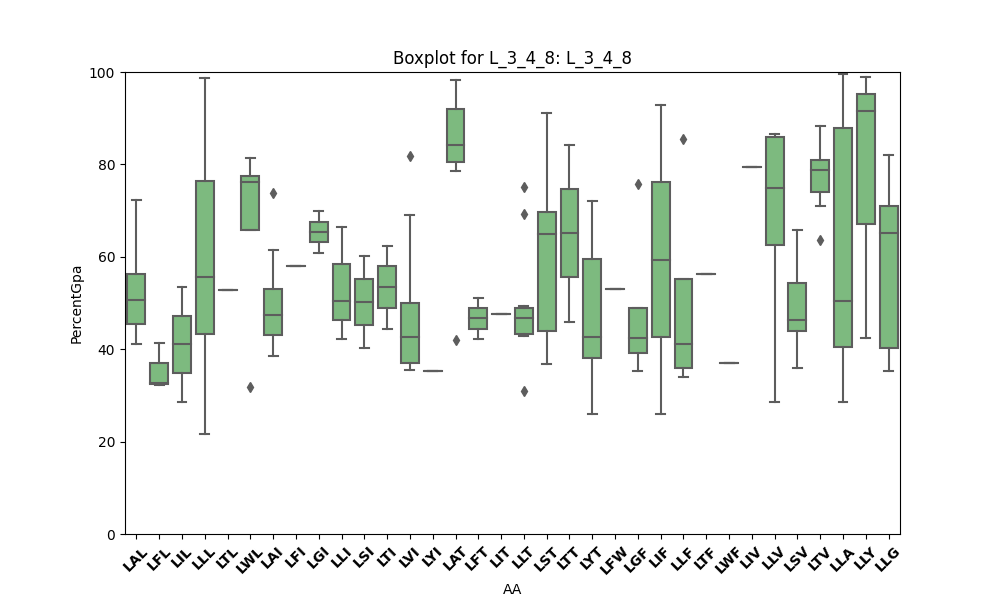 Boxplot for L_3_4_8: L_3_4_8
100
80
60
40
20
0
PercentGpa
LAL LFL LIL LLL LTL LWL LAI LFI LGI LLI LSI LTI LVI LYI LAT LFT LIT LLT LST LTT LYT LFW LGF LIF LLF LTF LWF LIV LLV LSV LTV LLA LLY LLG
AA